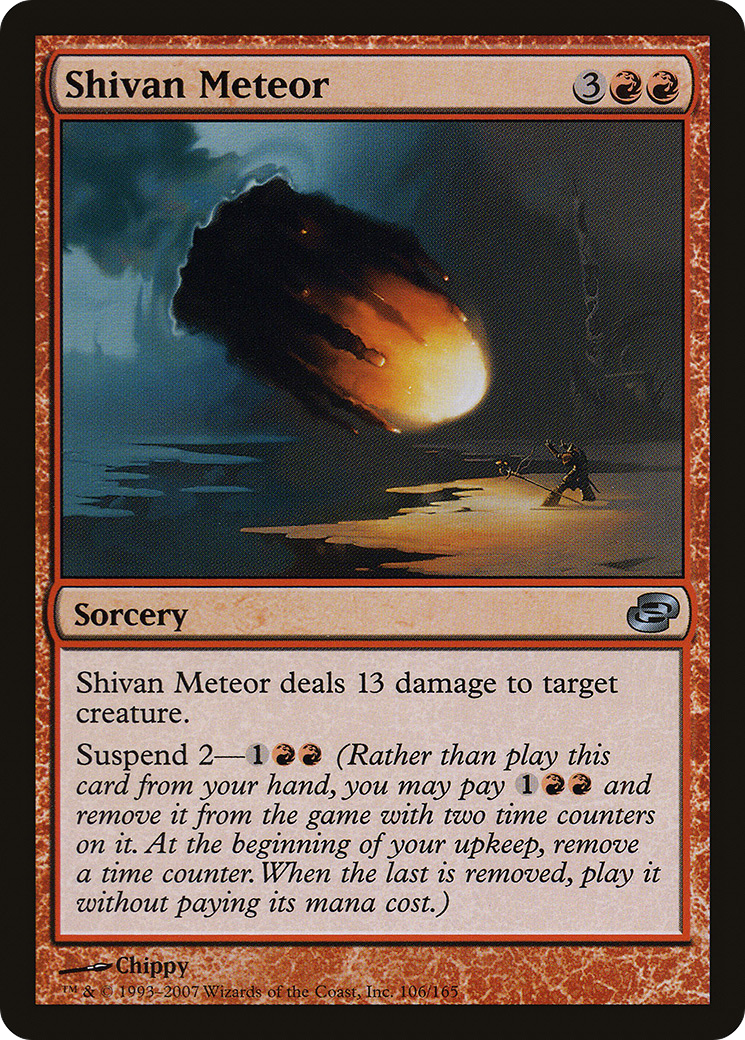 Shivan Meteor 3
Sorcery
Shivan Meteor deals 13 damage to target
creature.
Suspend 2—1 (Rather than play this
card from your hand, you may pay 1 and
remove it from the game with two time counters
on it. At the beginning of your upkeep, remove
a time counter. When the last is removed, play it
without paying its mana cost.)
Chippy
™ & © 1993–2007 Wizards of the Coast, Inc. 106/165